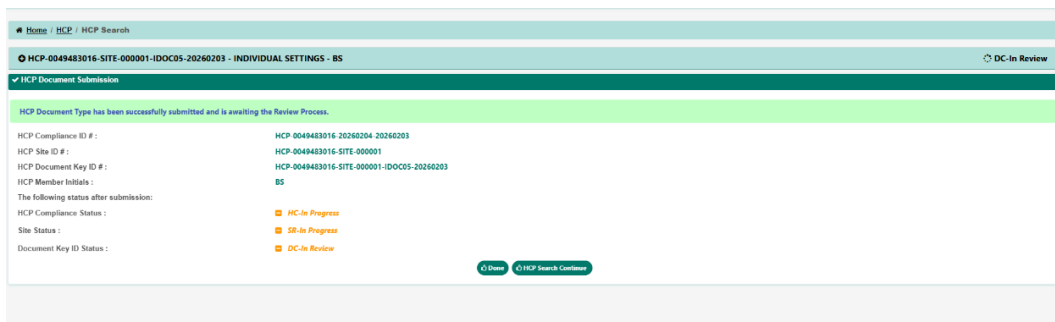 Home / HCP / HCP Search
HCP-0049483016-SITE-000001-IDOC05-20260203 - INDIVIDUAL SETTINGS - BS DC-In Review
HCP Document Submission
HCP Document Type has been successfully submitted and is awaiting the Review Process.
HCP Compliance ID # : HCP-0049483016-20260204-20260203
HCP Site ID # : HCP-0049483016-SITE-000001
HCP Document Key ID # : HCP-0049483016-SITE-000001-IDOC05-20260203
HCP Member Initials : BS
The following status after submission:
HCP Compliance Status : HC-In Progress
Site Status : SR-In Progress
Document Key ID Status : DC-In Review
Done HCP Search Continue